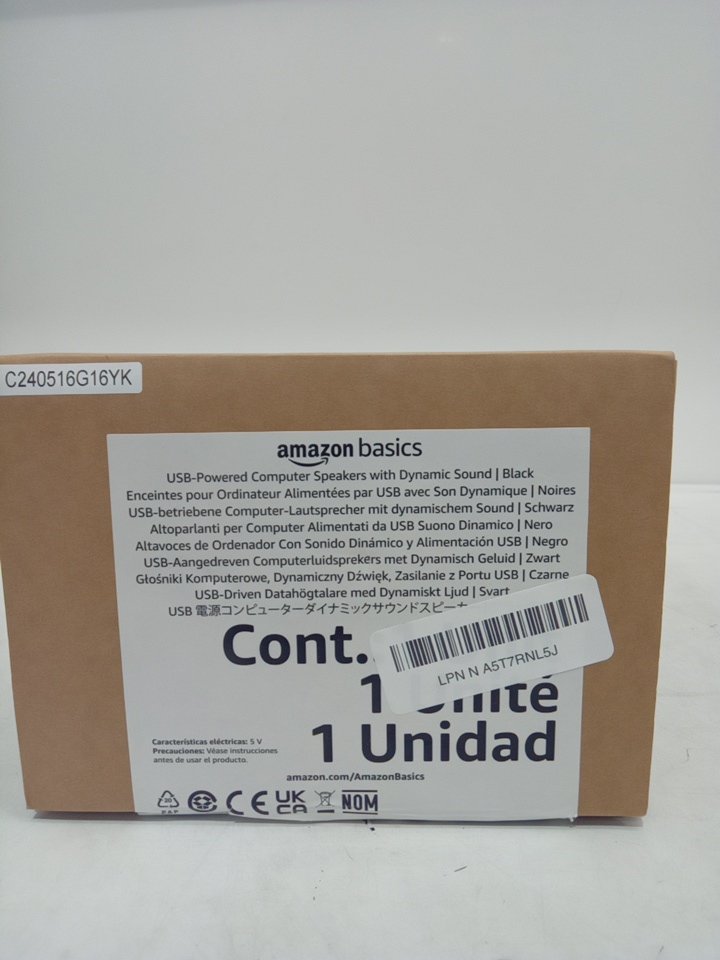 C240516G16YK
amazon basics
USB-Powered Computer Speakers with Dynamic Sound | Black
Enceintes pour Ordinateur Alimentées par USB avec Son Dynamique | Noires
USB-betriebene Computer-Lautsprecher mit dynamischem Sound | Schwarz
Altoparlanti per Computer Alimentati da USB Suono Dinamico | Nero
Altavoces de Ordenador Con Sonido Dinámico y Alimentación USB | Negro
USB-Aangedreven Computerluidsprekers met Dynamisch Geluid | Zwart
Głośniki Komputerowe, Dynamiczny Dźwięk, Zasilanie z Portu USB | Czarne
USB-Driven Datahögtalare med Dynamiskt Ljud | Svart
USB 電源コンピューターダイナミックサウンドスピーカ
Cont.
LPN N A5T7RNL5J
1 Unité
1 Unidad
Características eléctricas: 5 V
Precauciones: Véase instrucciones
antes de usar el producto.
amazon.com/AmazonBasics
20
PAP
CE UK CA NOM